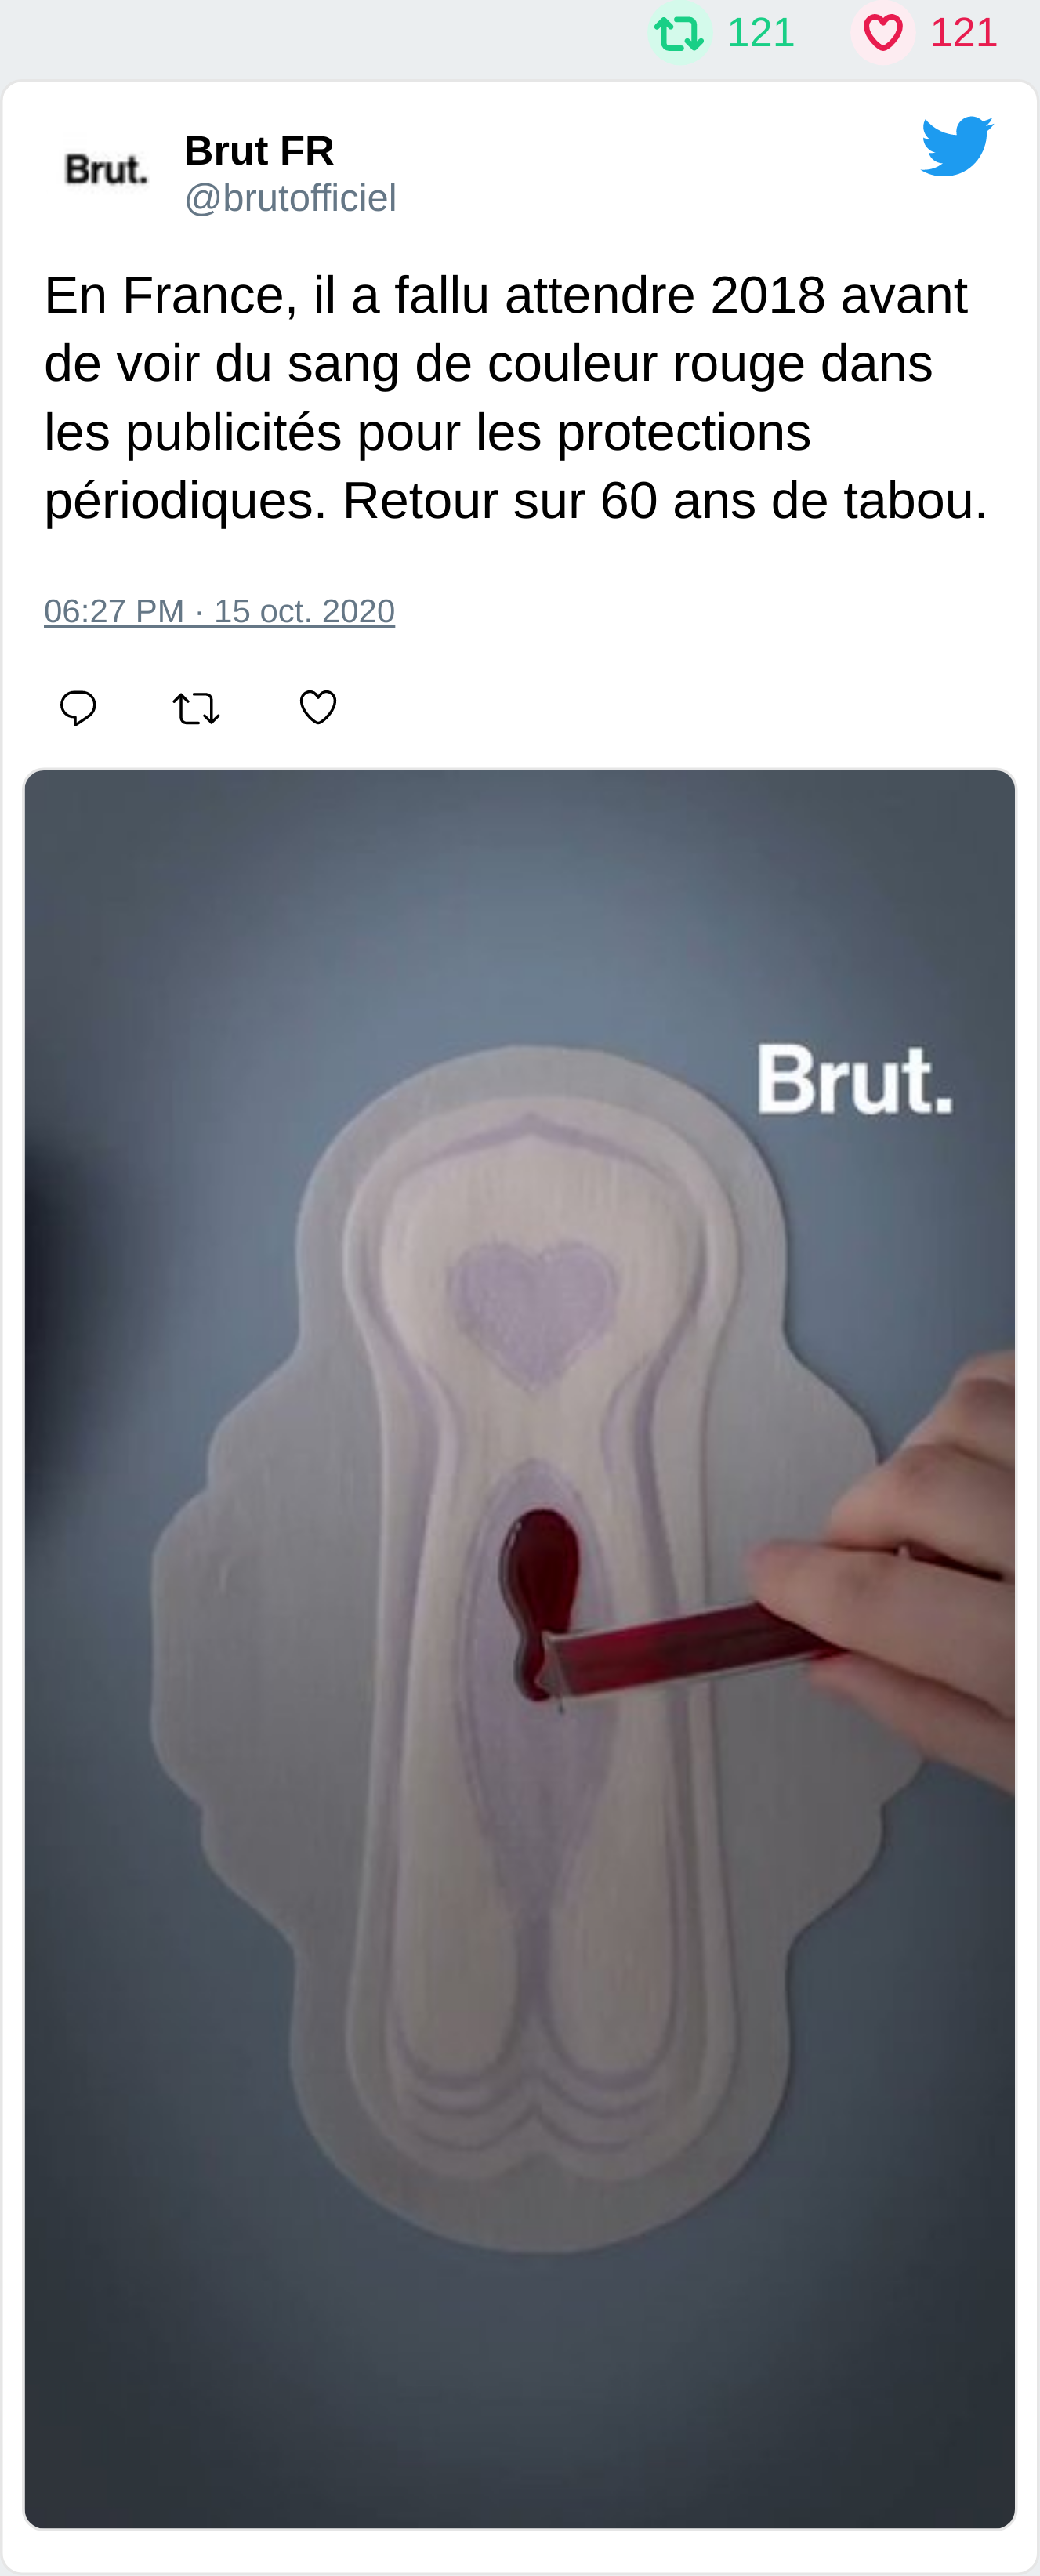 121 121
Brut.
Brut FR
@brutofficiel
En France, il a fallu attendre 2018 avant
de voir du sang de couleur rouge dans
les publicités pour les protections
périodiques. Retour sur 60 ans de tabou.
06:27 PM · 15 oct. 2020
Brut.